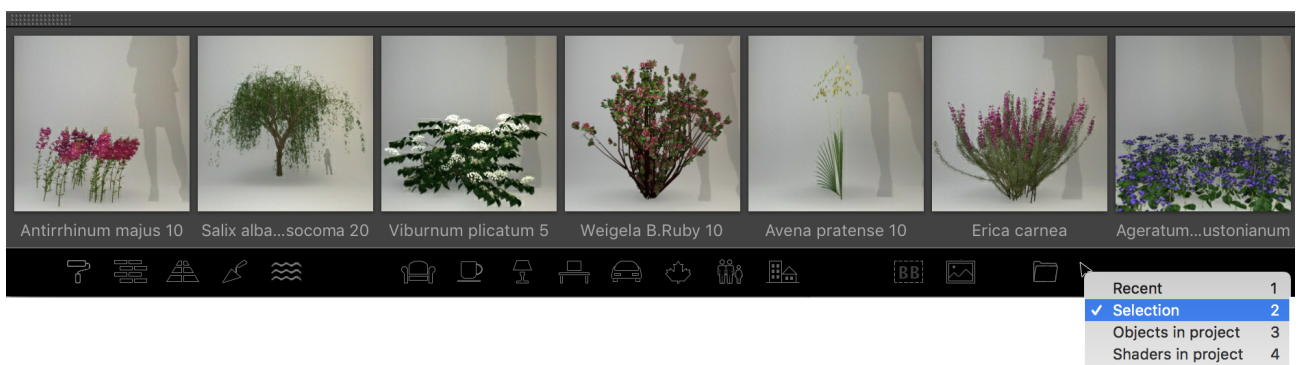 Antirrhinum majus 10
Salix alba...socoma 20
Viburnum plicatum 5
Weigela B.Ruby 10
Avena pratense 10
Erica carnea
Ageratum...ustonianum
BB
Recent 1
Selection 2
Objects in project 3
Shaders in project 4